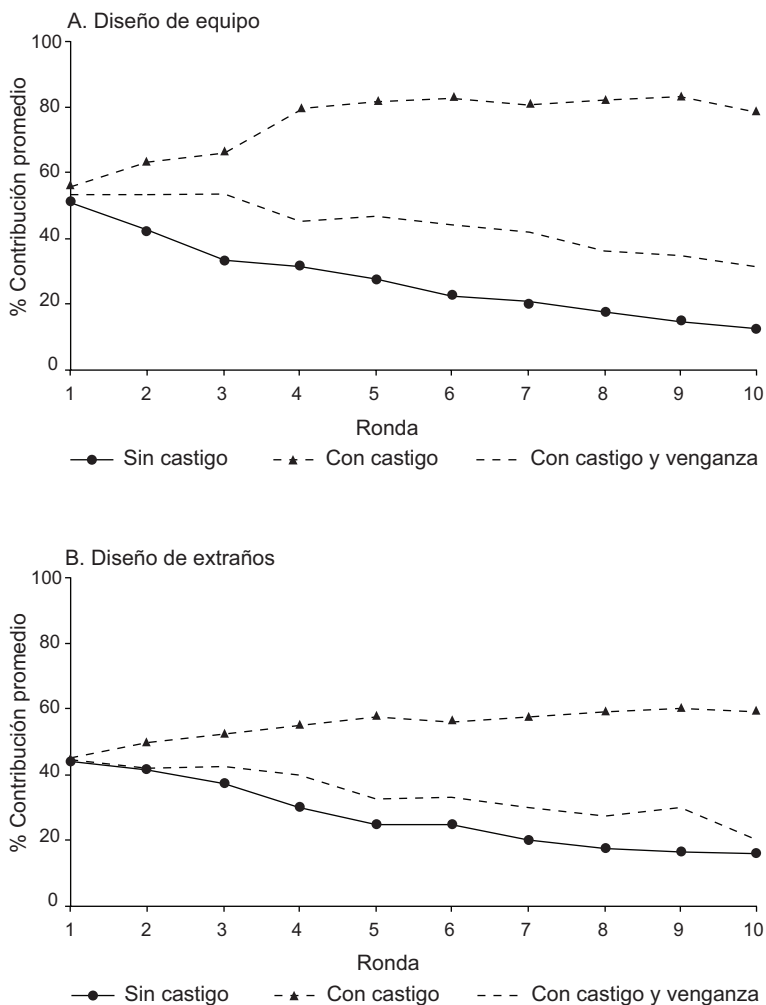 A. Diseño de equipo
% Contribución promedio
100
80
60
40
20
0
1 2 3 4 5 6 7 8 9 10
Ronda
Sin castigo Con castigo Con castigo y venganza
B. Diseño de extraños
% Contribución promedio
100
80
60
40
20
0
1 2 3 4 5 6 7 8 9 10
Ronda
Sin castigo Con castigo Con castigo y venganza